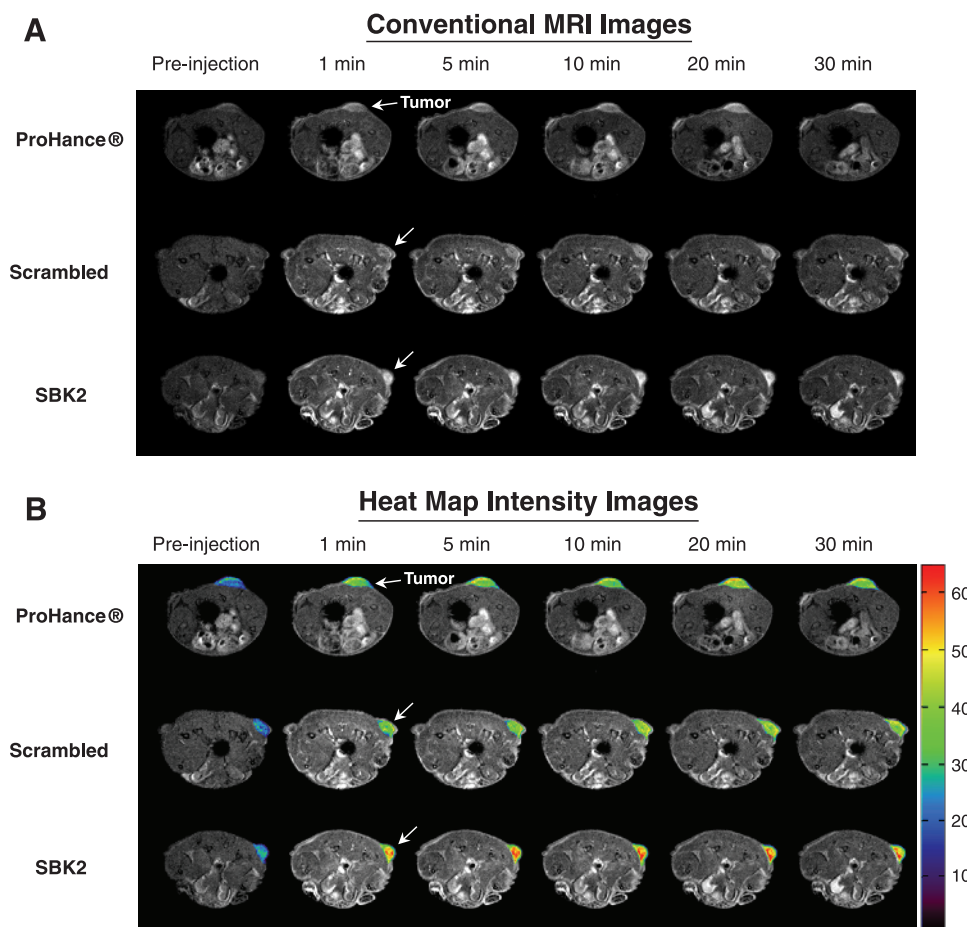 A
Conventional MRI Images
Pre-injection 1 min 5 min 10 min 20 min 30 min
ProHance®
Tumor
Scrambled
SBK2
B
Heat Map Intensity Images
Pre-injection 1 min 5 min 10 min 20 min 30 min
ProHance®
Tumor
Scrambled
SBK2
60
50
40
30
20
10